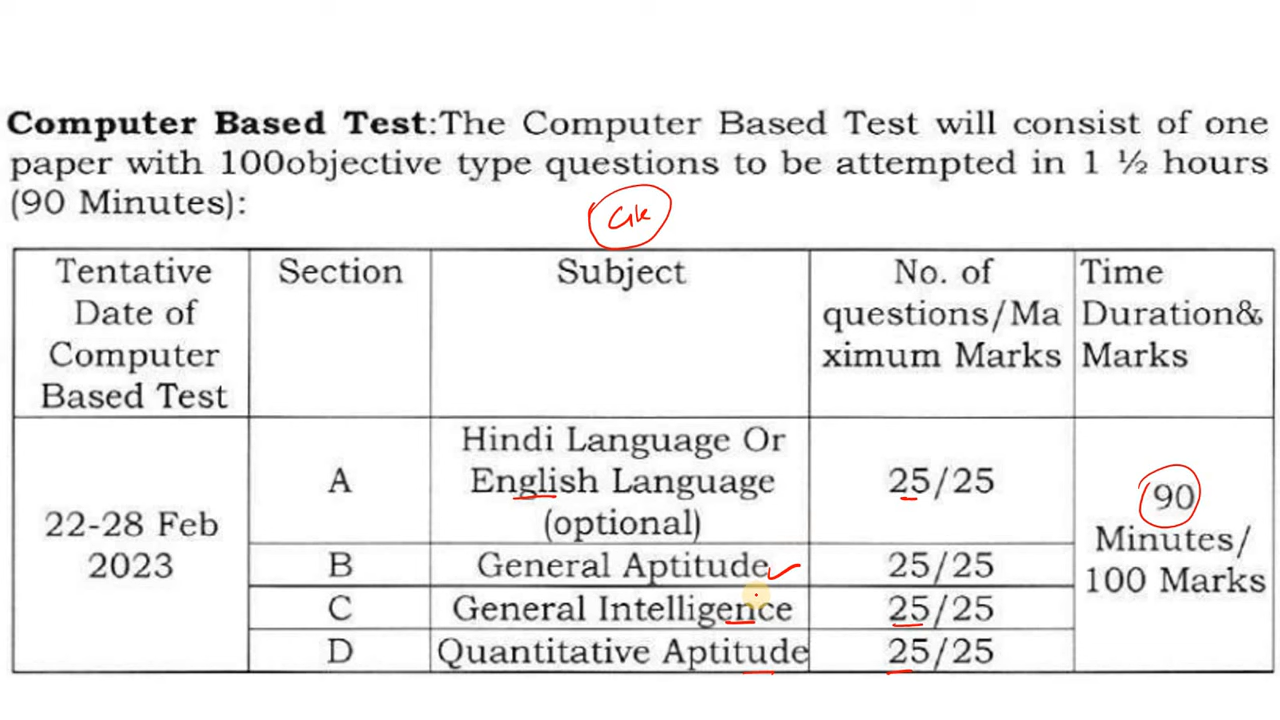 Computer Based Test:The Computer Based Test will consist of one
paper with 100objective type questions to be attempted in 1 ½ hours
(90 Minutes):
GK
Tentative Date of Computer Based Test
Section
Subject
No. of questions/Ma ximum Marks
Time Duration& Marks
22-28 Feb 2023
A
Hindi Language Or English Language (optional)
25/25
90 Minutes/ 100 Marks
B
General Aptitude
25/25
C
General Intelligence
25/25
D
Quantitative Aptitude
25/25